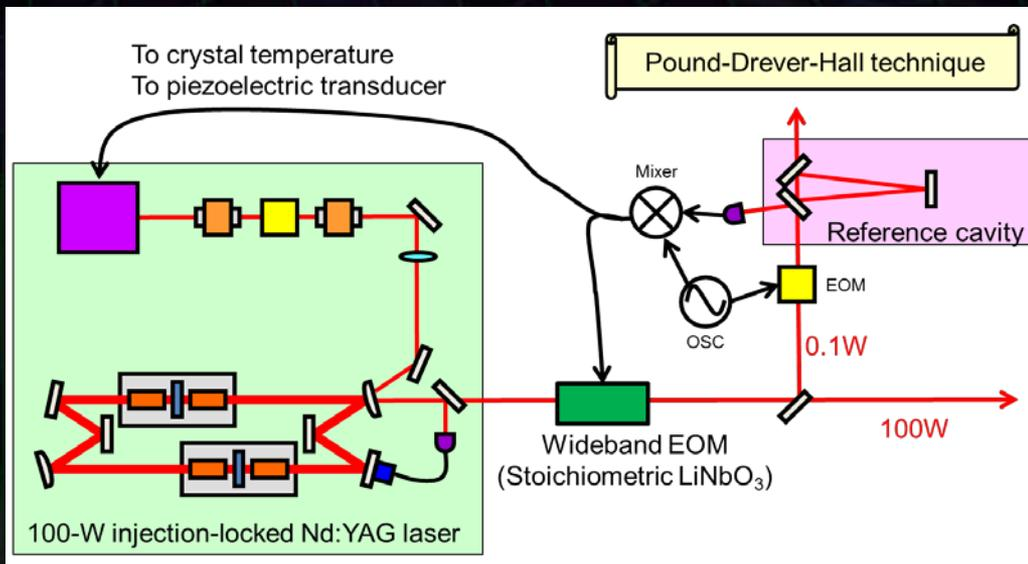 To crystal temperature
To piezoelectric transducer
Pound-Drever-Hall technique
Mixer
Reference cavity
EOM
OSC
0.1W
100W
Wideband EOM
(Stoichiometric LiNbO₃)
100-W injection-locked Nd:YAG laser